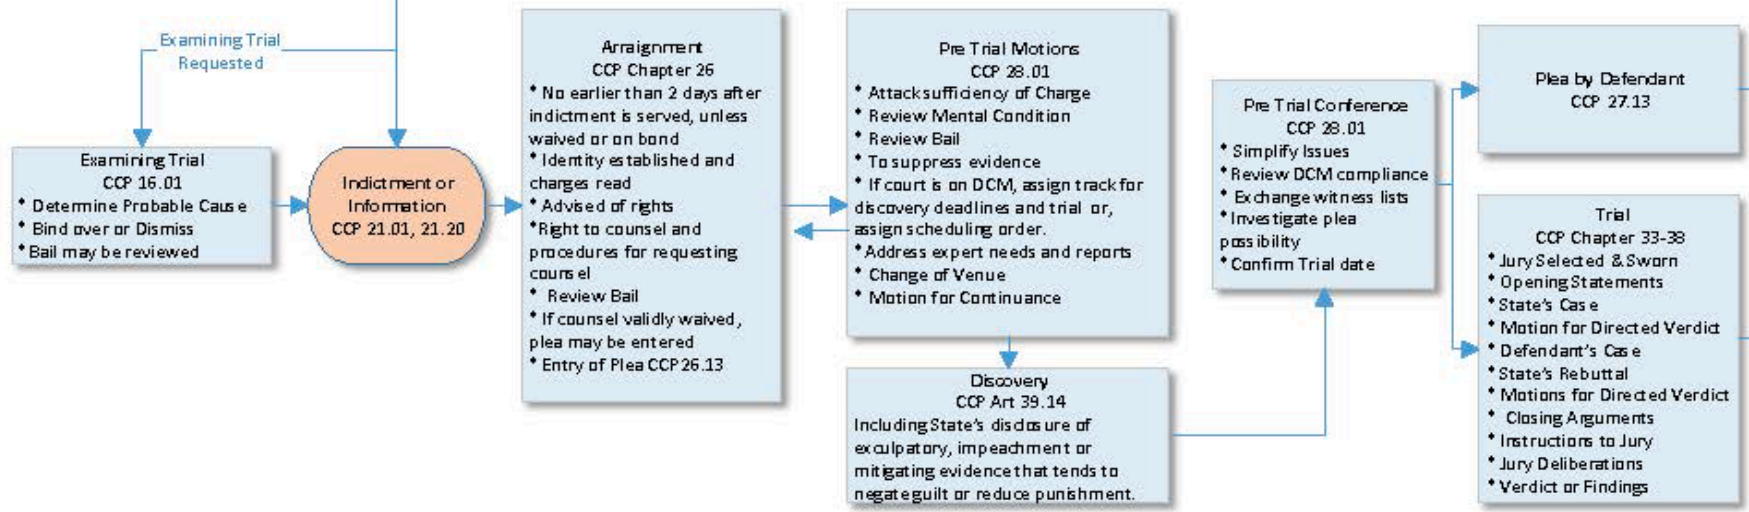 Examining Trial
Requested
Examining Trial
CCP 16.01
* Determine Probable Cause
* Bind over or Dismiss
* Bail may be reviewed
Indictment or
Information
CCP 21.01, 21.20
Arraignment
CCP Chapter 26
* No earlier than 2 days after
indictment is served, unless
waived or on bond
* Identity established and
charges read
* Advised of rights
*Right to counsel and
procedures for requesting
counsel
* Review Bail
* If counsel validly waived,
plea may be entered
* Entry of Plea CCP 26.13
Pre Trial Motions
CCP 28.01
* Attack sufficiency of Charge
* Review Mental Condition
* Review Bail
* To suppress evidence
* If court is on DCM, assign track for
discovery deadlines and trial or,
assign scheduling order.
* Address expert needs and reports
* Change of Venue
* Motion for Continuance
Discovery
CCP Art 39.14
Including State's disclosure of
exculpatory, impeachment or
mitigating evidence that tends to
negate guilt or reduce punishment.
Pre Trial Conference
CCP 28.01
* Simplify Issues
* Review DCM compliance
* Exchange witness lists
*Investigate plea
possibility
* Confirm Trial date
Plea by Defendant
CCP 27.13
Trial
CCP Chapter 33-38
* Jury Selected & Sworn
* Opening Statements
* State's Case
* Motion for Directed Verdict
* Defendant's Case
* State's Rebuttal
* Motions for Directed Verdict
* Closing Arguments
* Instructions to Jury
* Jury Deliberations
* Verdict or Findings